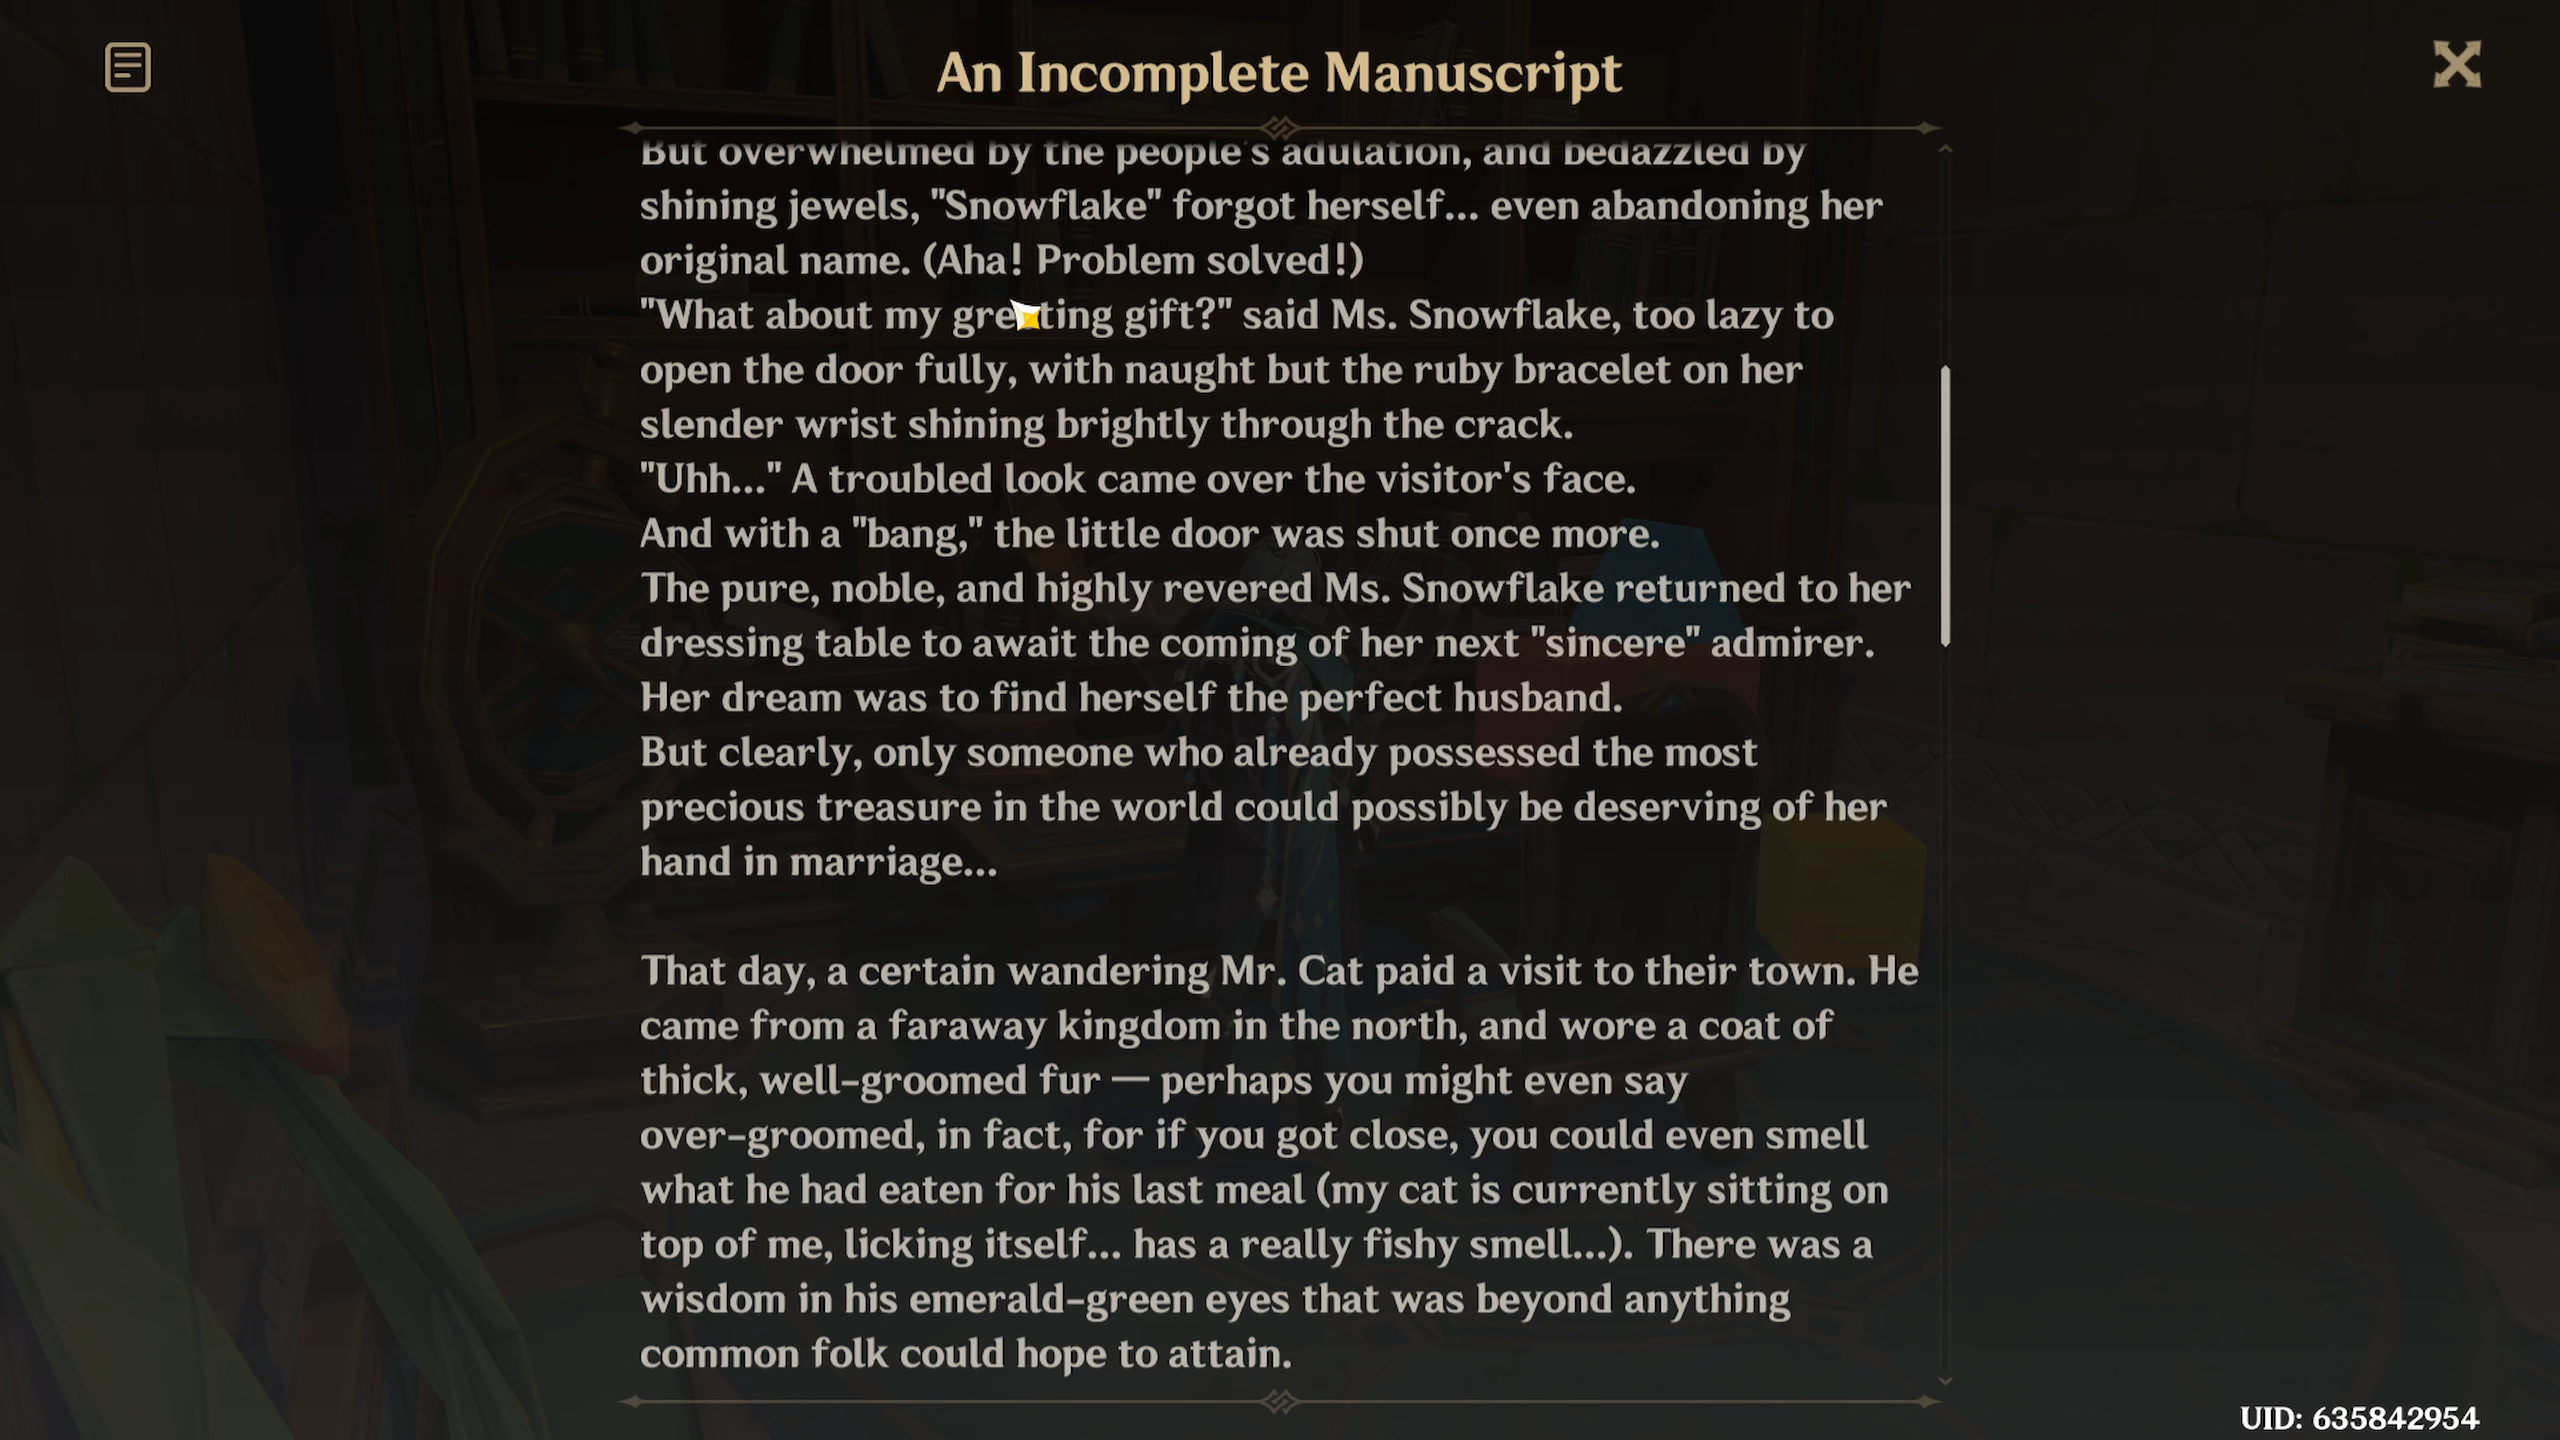 An Incomplete Manuscript
But overwhelmed by the people's adulation, and bedazzled by
shining jewels, "Snowflake" forgot herself... even abandoning her
original name. (Aha! Problem solved!)
"What about my greeting gift?" said Ms. Snowflake, too lazy to
open the door fully, with naught but the ruby bracelet on her
slender wrist shining brightly through the crack.
"Uhh..." A troubled look came over the visitor's face.
And with a "bang," the little door was shut once more.
The pure, noble, and highly revered Ms. Snowflake returned to her
dressing table to await the coming of her next "sincere" admirer.
Her dream was to find herself the perfect husband.
But clearly, only someone who already possessed the most
precious treasure in the world could possibly be deserving of her
hand in marriage...
That day, a certain wandering Mr. Cat paid a visit to their town. He
came from a faraway kingdom in the north, and wore a coat of
thick, well-groomed fur — perhaps you might even say
over-groomed, in fact, for if you got close, you could even smell
what he had eaten for his last meal (my cat is currently sitting on
top of me, licking itself... has a really fishy smell...). There was a
wisdom in his emerald-green eyes that was beyond anything
common folk could hope to attain.
UID: 635842954